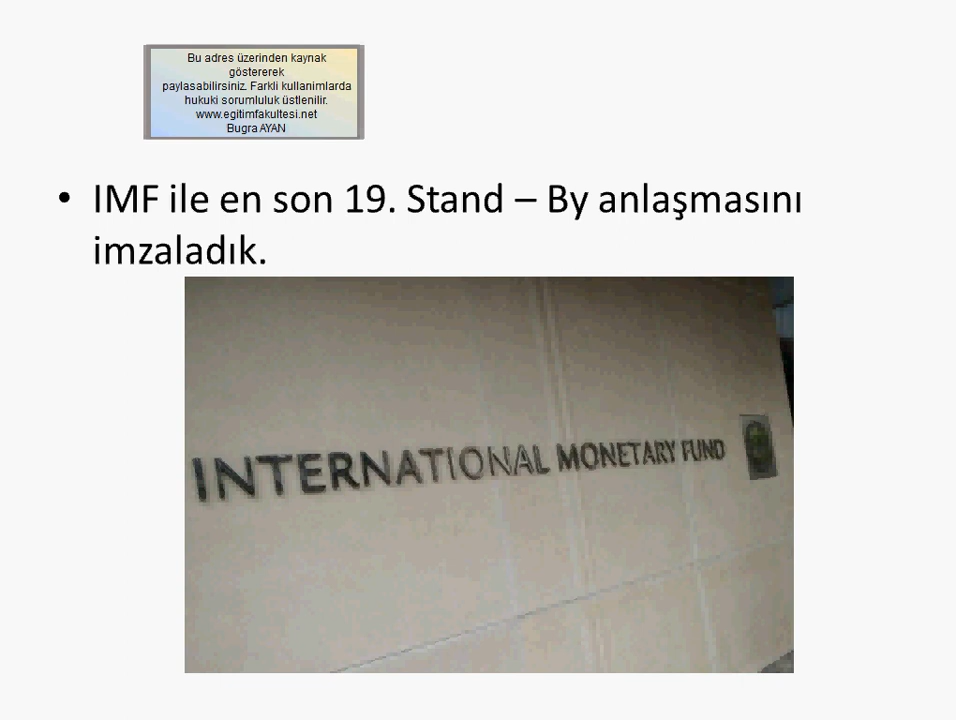 Bu adres üzerinden kaynak
göstererek
paylasabilirsiniz. Farkli kullanimlarda
hukuki sorumluluk üstlenilir.
www.egitimfakultesi.net
Bugra AYAN
• IMF ile en son 19. Stand – By anlaşmasını
imzaladık.
INTERNATIONAL MONETARY FUND